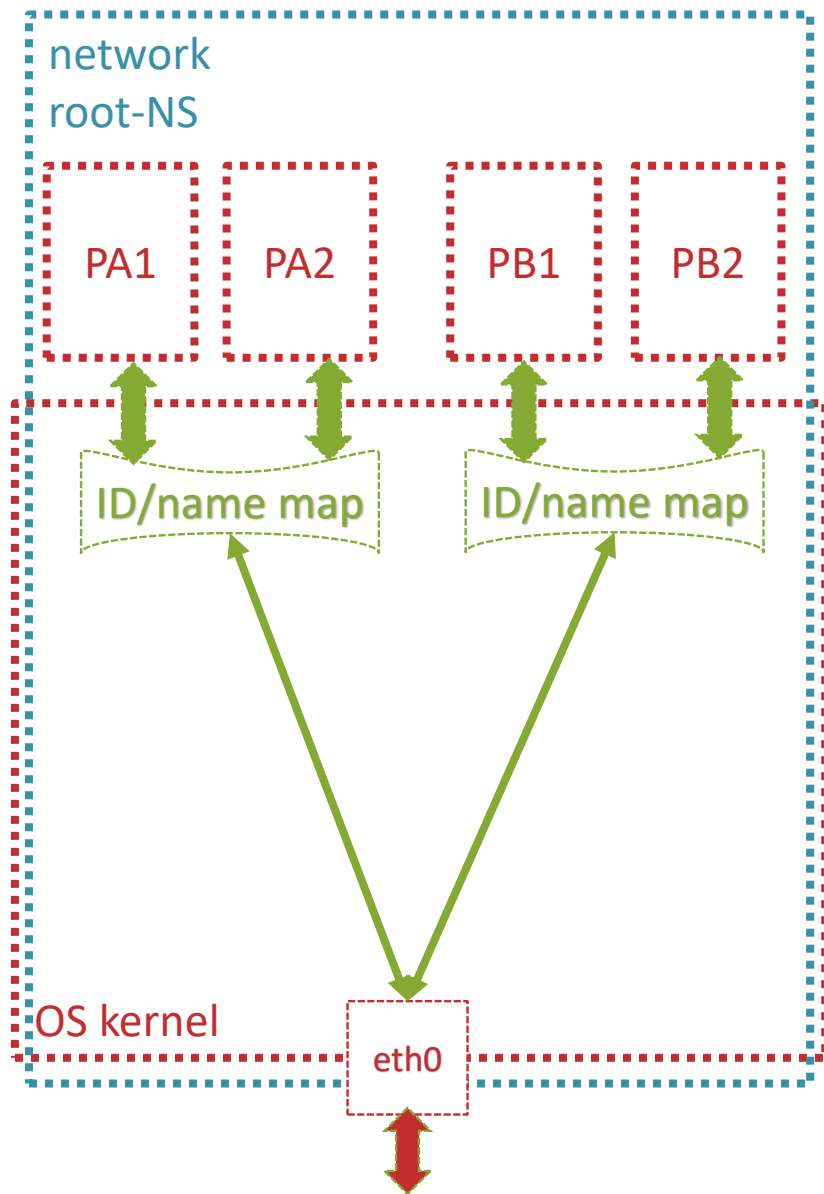 network
root-NS
PA1
PA2
PB1
PB2
ID/name map
ID/name map
OS kernel
eth0